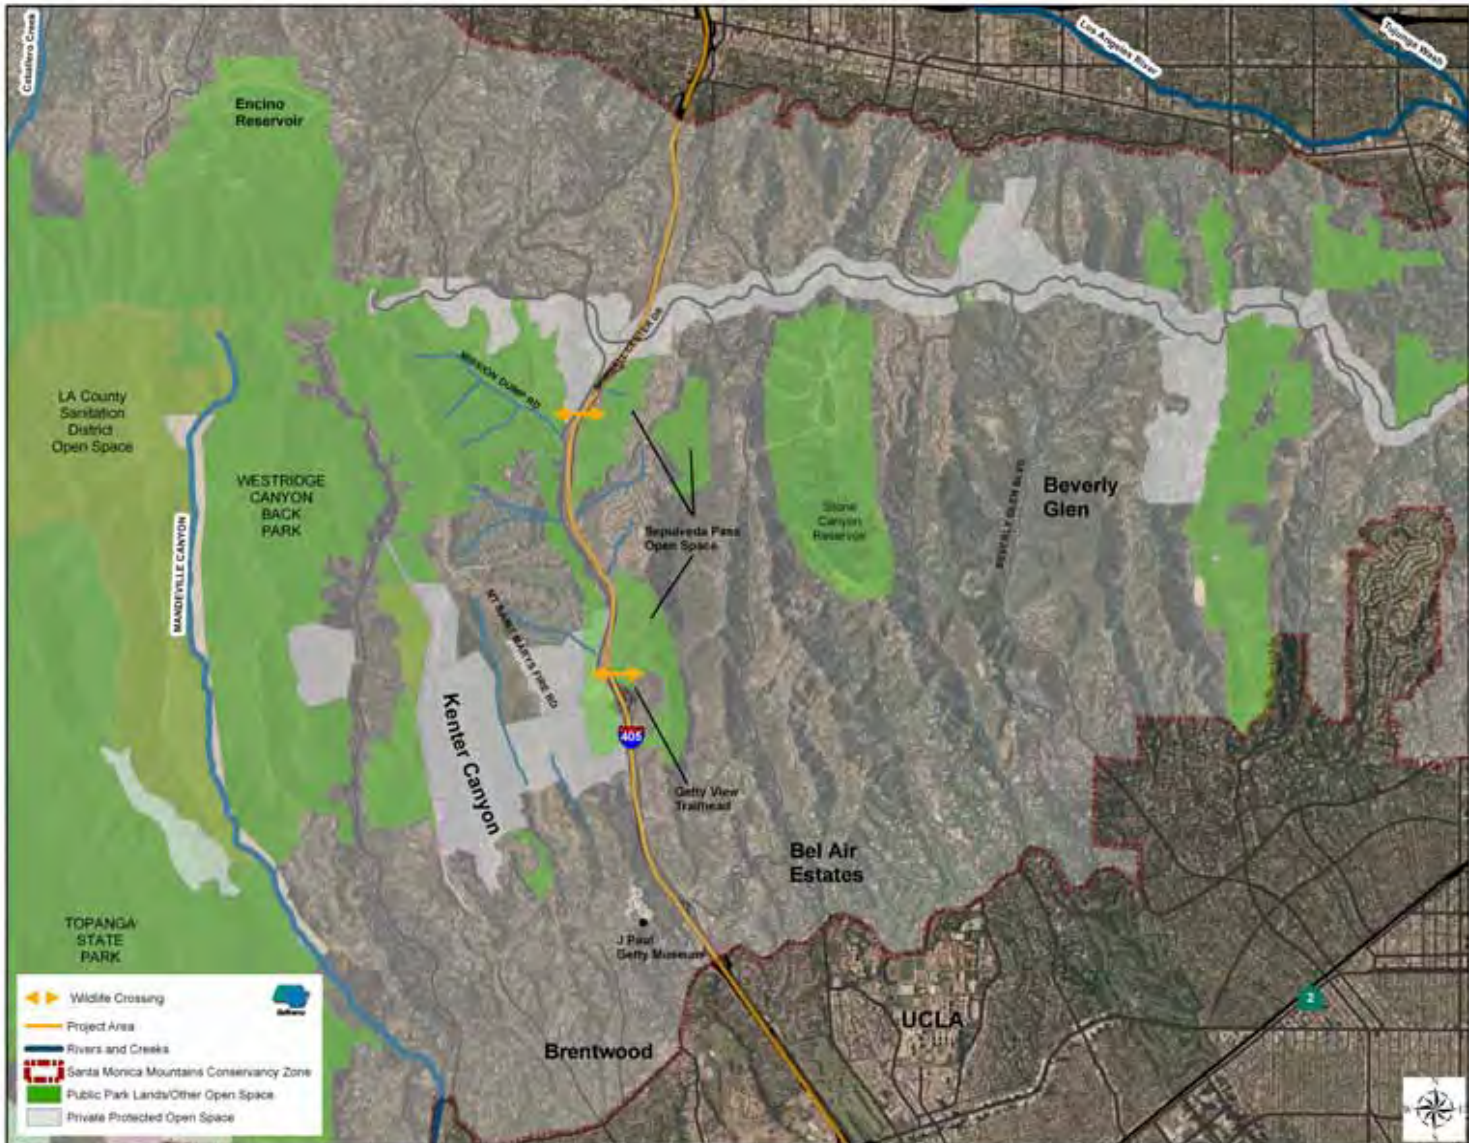 Caballero Creek
Los Angeles River
Tujunga Wash
Encino
Reservoir
MISSION DUMP RD
LA County
Sanitation
District
Open Space
WESTRIDGE
CANYON
BACK
PARK
MANDEVILLE CANYON
Sepulveda Pass
Open Space
Stone
Canyon
Reservoir
BEVERLY GLEN BLVD
Beverly
Glen
MT SAINT MARYS FIRE RD
Kenter Canyon
405
Getty View
Trailhead
Bel Air
Estates
J Paul
Getty Museum
TOPANGA
STATE
PARK
UCLA
Brentwood
2
Wildlife Crossing
Project Area
Rivers and Creeks
Santa Monica Mountains Conservancy Zone
Public Park Lands/Other Open Space
Private Protected Open Space